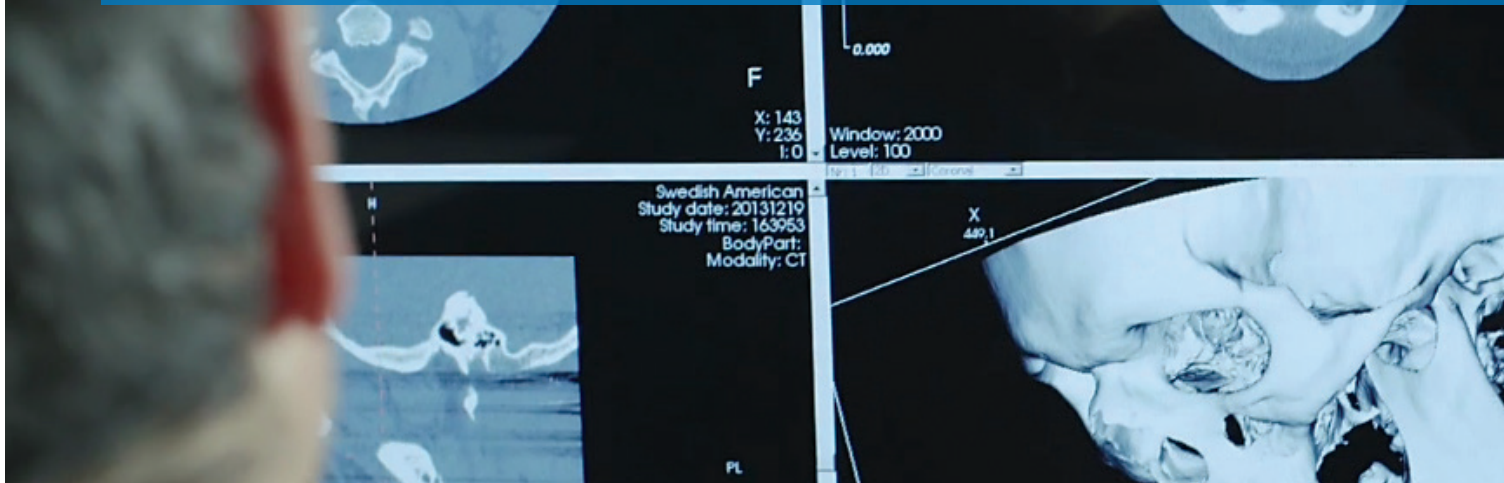 F
X: 143
Y: 236
I: 0
0.000
Window: 2000
Level: 100
2D
Coronal
H
Swedish American
Study date: 20131219
Study time: 163953
BodyPart:
Modality: CT
PL
X
449.1